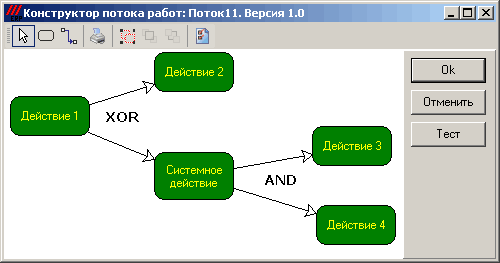 Конструктор потока работ: Поток11. Версия 1.0
Действие 1
XOR
Действие 2
Системное
действие
AND
Действие 3
Действие 4
Ok
Отменить
Тест